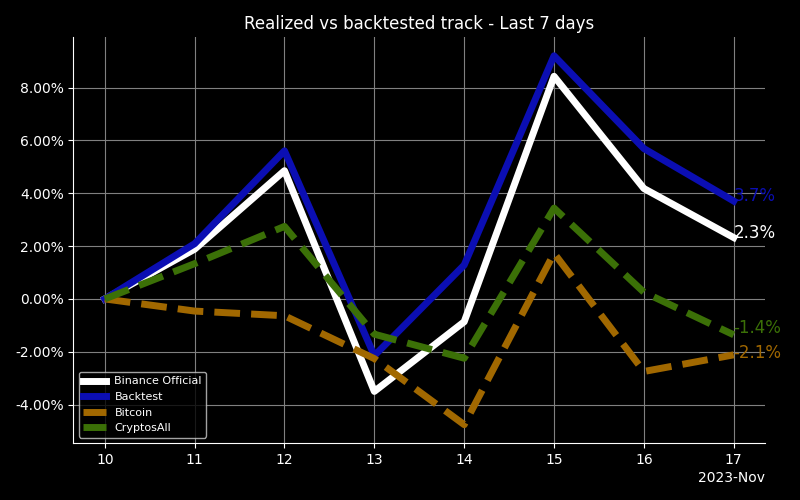 Realized vs backtested track - Last 7 days
8.00%
6.00%
4.00%
2.00%
0.00%
-2.00%
-4.00%
3.7%
2.3%
-1.4%
-2.1%
Binance Official
Backtest
Bitcoin
CryptosAll
10 11 12 13 14 15 16 17
2023-Nov